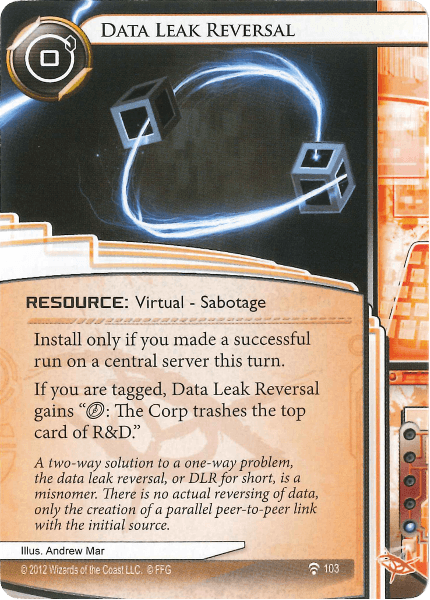 DATA LEAK REVERSAL
RESOURCE: Virtual - Sabotage
Install only if you made a successful
run on a central server this turn.
If you are tagged, Data Leak Reversal
gains “: The Corp trashes the top
card of R&D.”
A two-way solution to a one-way problem,
the data leak reversal, or DLR for short, is a
misnomer. There is no actual reversing of data,
only the creation of a parallel peer-to-peer link
with the initial source.
Illus. Andrew Mar
© 2012 Wizards of the Coast LLC. © FFG
103